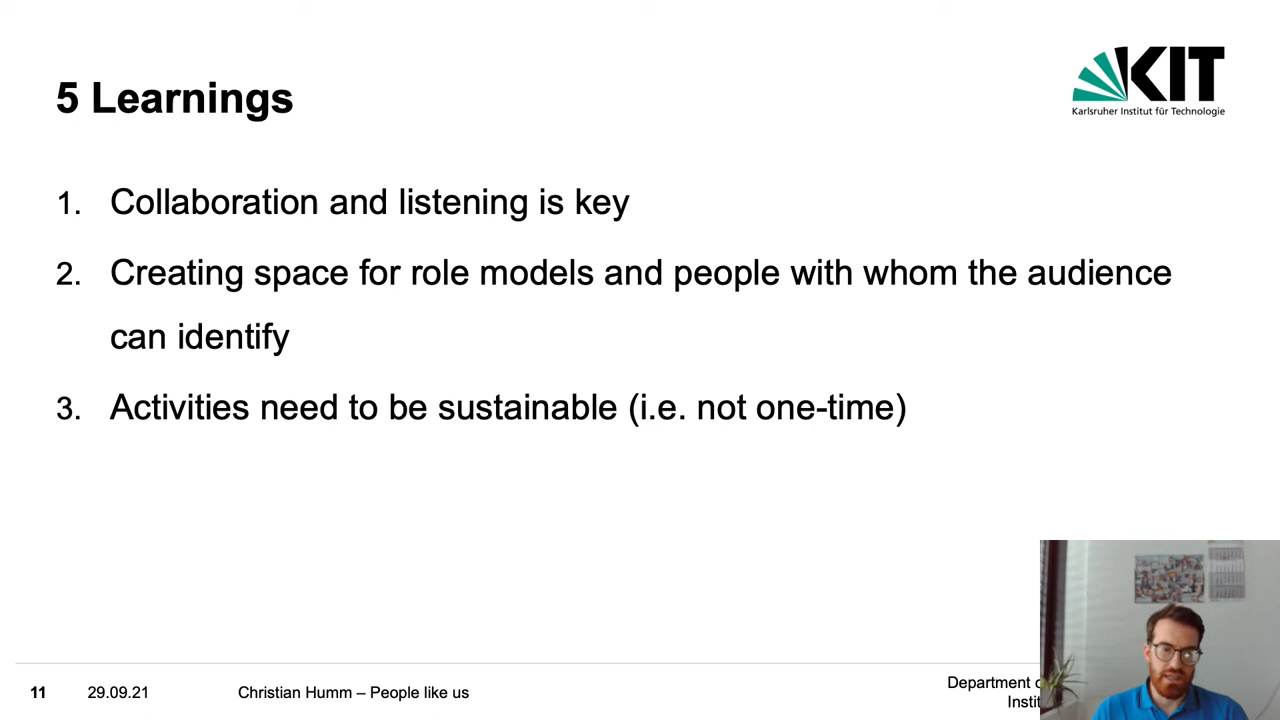 5 Learnings
KIT
Karlsruher Institut für Technologie
1. Collaboration and listening is key
2. Creating space for role models and people with whom the audience
can identify
3. Activities need to be sustainable (i.e. not one-time)
11 29.09.21 Christian Humm – People like us
Department